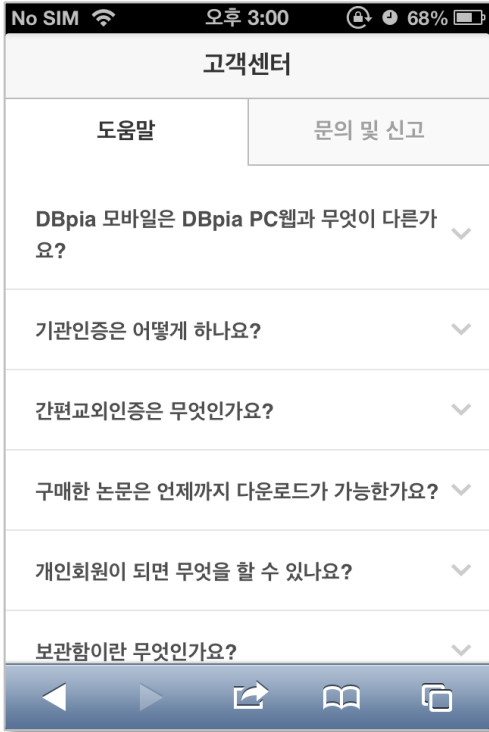 No SIM 오후 3:00 68%
고객센터
도움말 문의 및 신고
DBpia 모바일은 DBpia PC웹과 무엇이 다른가
요?
기관인증은 어떻게 하나요?
간편교외인증은 무엇인가요?
구매한 논문은 언제까지 다운로드가 가능한가요?
개인회원이 되면 무엇을 할 수 있나요?
보관함이란 무엇인가요?